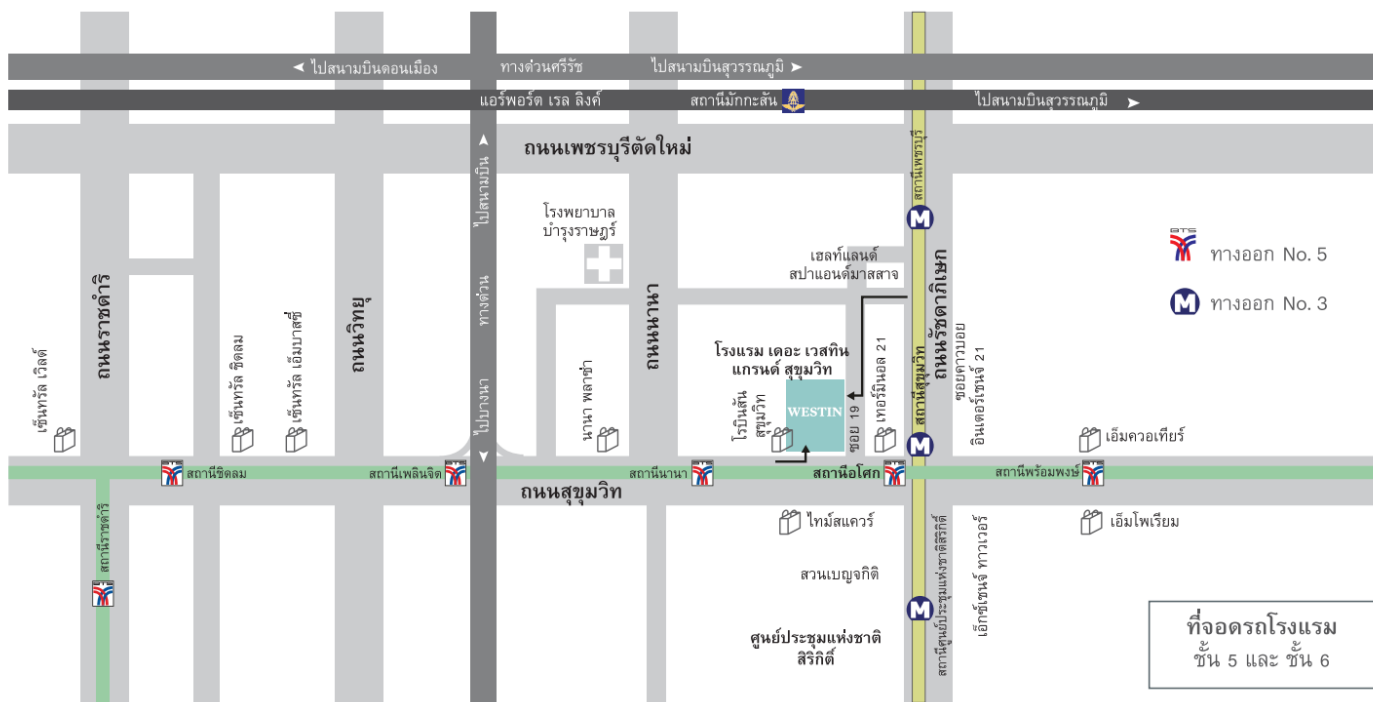 ไปสนามบินดอนเมือง
ทางด่วนศรีรัช
ไปสนามบินสุวรรณภูมิ
แอร์พอร์ต เรล ลิงค์
สถานีมักกะสัน
ไปสนามบินสุวรรณภูมิ
ถนนเพชรบุรีตัดใหม่
ถนนราชดำริ
ถนนวิทยุ
ไปสนามบิน
ทางด่วน
ไปบางนา
ถนนนานา
ถนนรัชดาภิเษก
สถานีเพชรบุรี
M
โรงพยาบาล
บำรุงราษฎร์
เฮลท์แลนด์
สปาแอนด์มาสสาจ
BTS
ทางออก No. 5
M
ทางออก No. 3
เซ็นทรัล เวิลด์
เซ็นทรัล ชิดลม
เซ็นทรัล เอ็มบาสซี่
นานา พลาซ่า
โรงแรม เดอะ เวสทิน
แกรนด์ สุขุมวิท
WESTIN
โรบินสัน
สุขุมวิท
ซอย 19
เทอร์มินอล 21
สถานีสุขุมวิท
M
ซอยคาวบอย
อินเตอร์เชนจ์ 21
เอ็มควอเทียร์
สถานีชิดลม
สถานีเพลินจิต
สถานีนานา
สถานีอโศก
สถานีพร้อมพงษ์
ถนนสุขุมวิท
สถานีราชดำริ
ไทม์สแควร์
เอ็มโพเรียม
สวนเบญจกิติ
ศูนย์ประชุมแห่งชาติ
สิริกิติ์
M
สถานีศูนย์ประชุมแห่งชาติสิริกิติ์
เอ็กซ์เชนจ์ ทาวเวอร์
ที่จอดรถโรงแรม
ชั้น 5 และ ชั้น 6